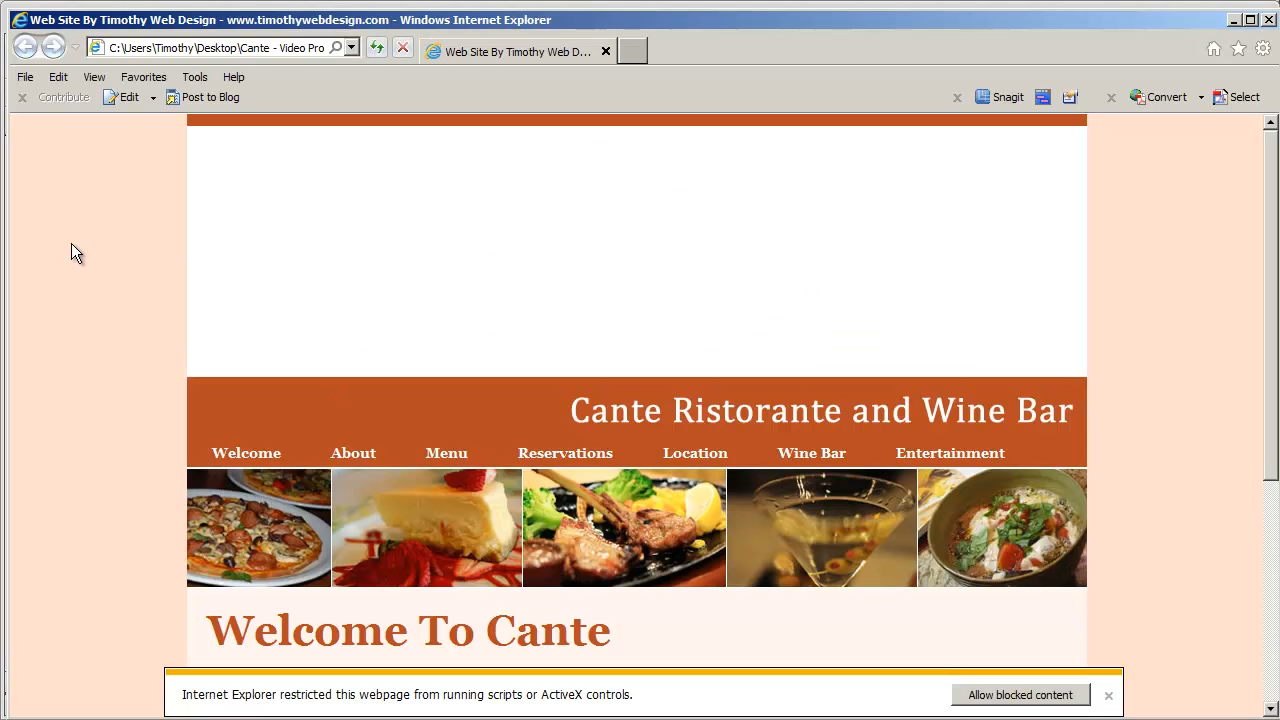 Web Site By Timothy Web Design - www.timothywebdesign.com - Windows Internet Explorer
C:\Users\Timothy\Desktop\Cante - Video Pro
Web Site By Timothy Web D...
File Edit View Favorites Tools Help
Contribute Edit Post to Blog Snagit Convert Select
Cante Ristorante and Wine Bar
Welcome About Menu Reservations Location Wine Bar Entertainment
Welcome To Cante
Internet Explorer restricted this webpage from running scripts or ActiveX controls. Allow blocked content